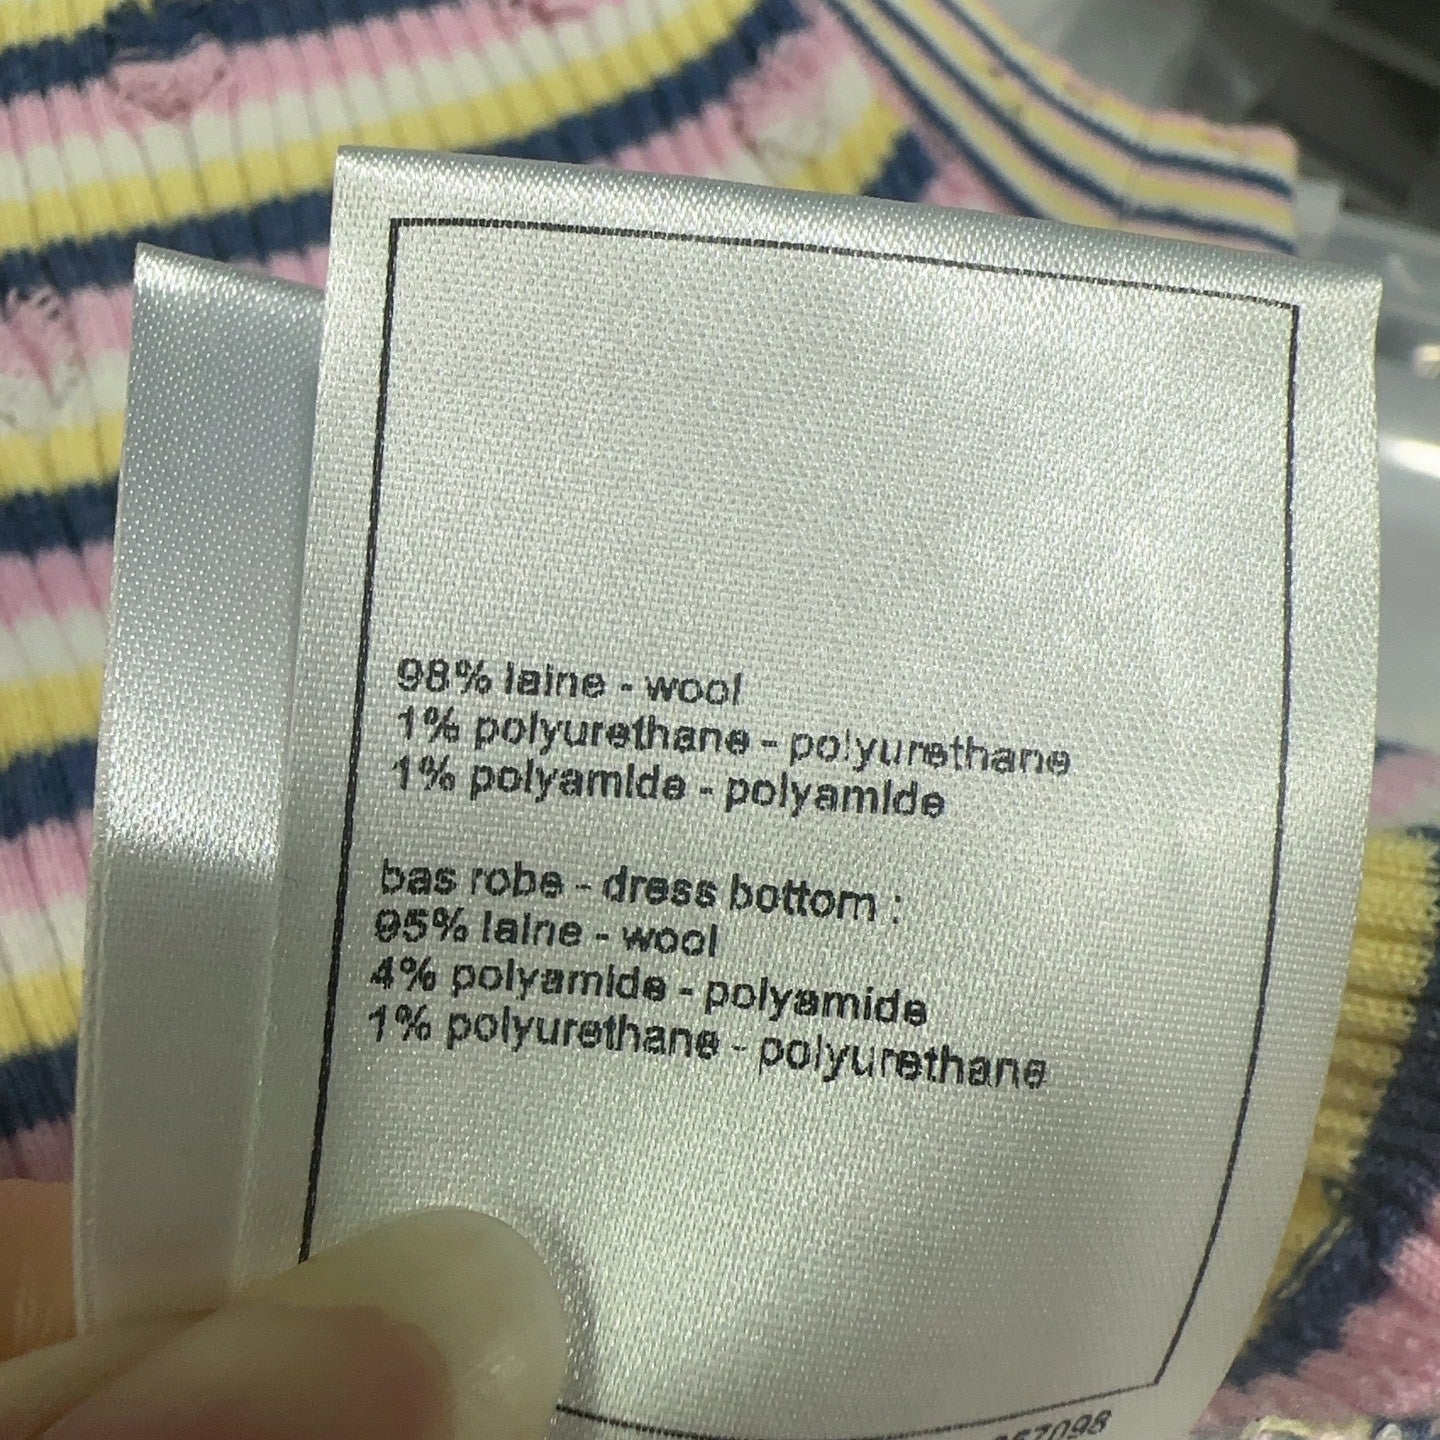 98% laine - wool
1% polyurethane - polyurethane
1% polyamide - polyamide
bas robe - dress bottom :
95% laine - wool
4% polyamide - polyamide
1% polyurethane - polyurethane